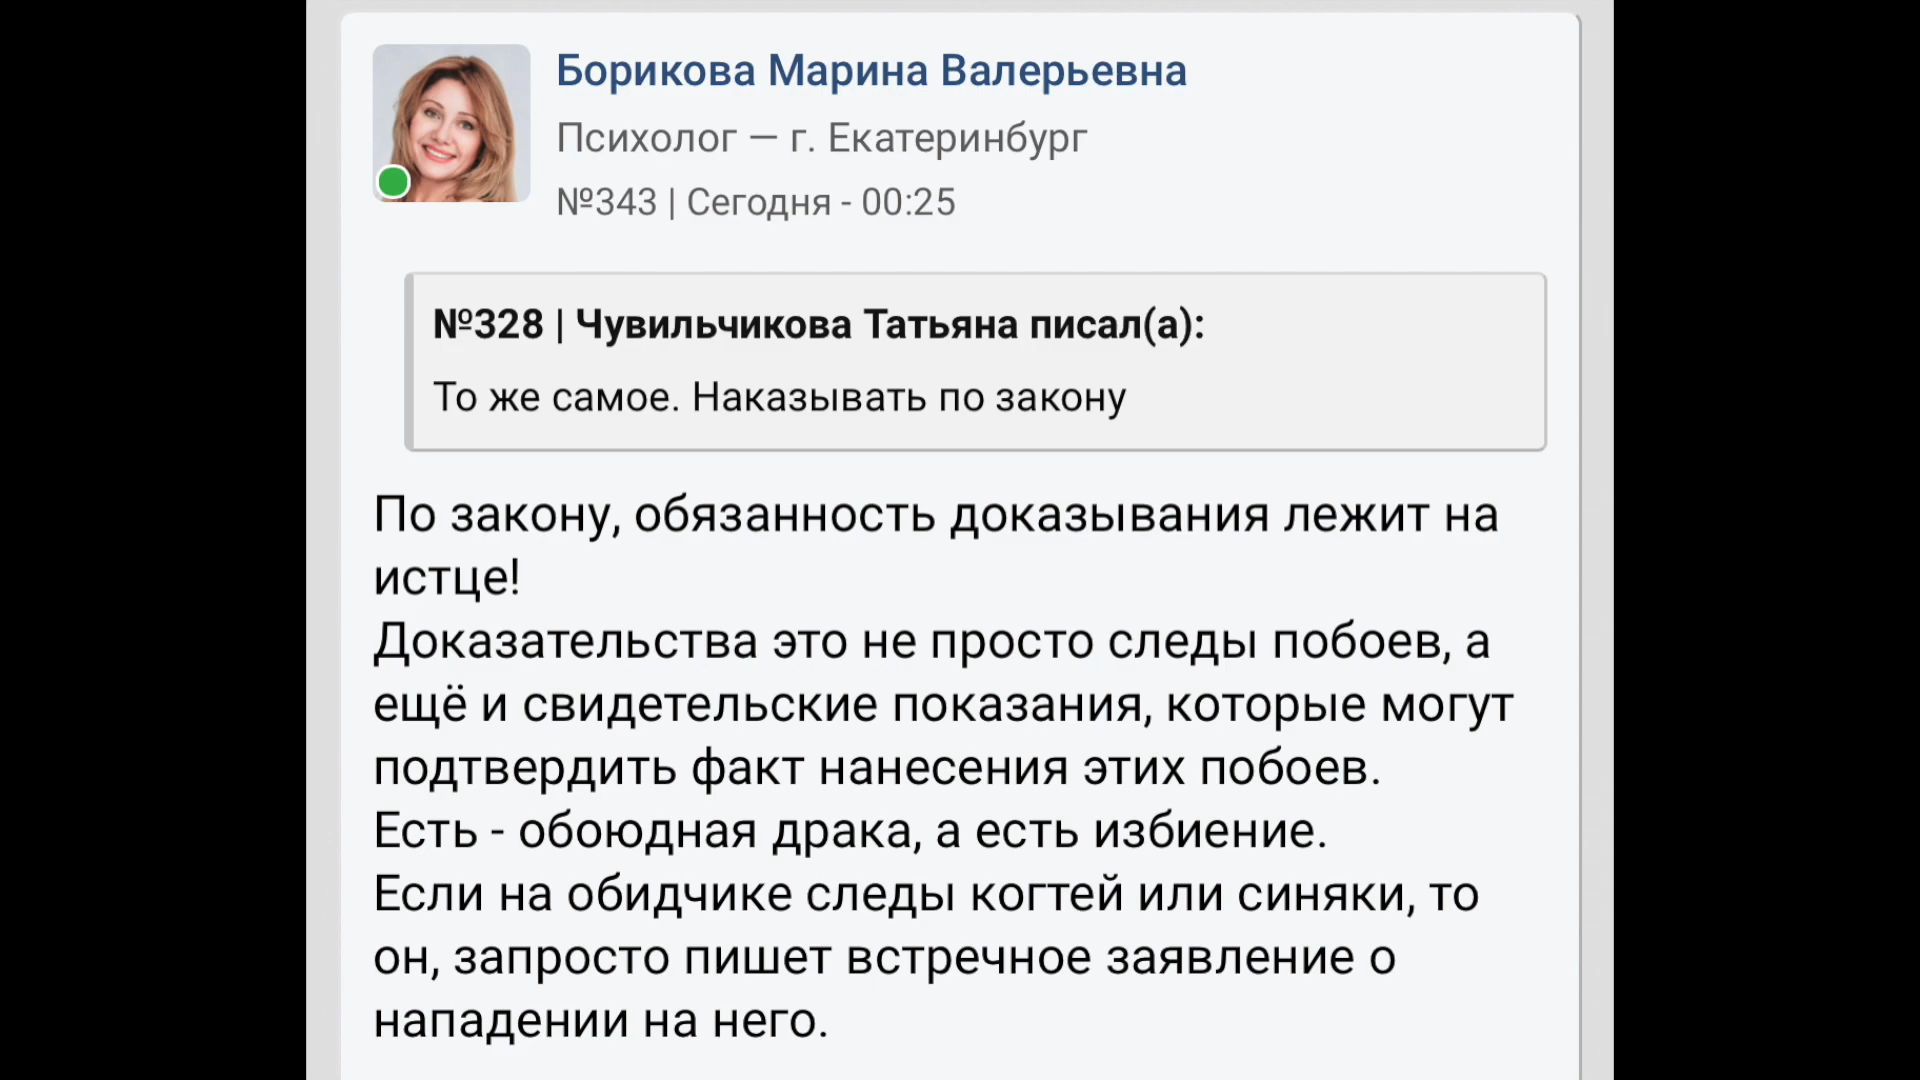 Борикова Марина Валерьевна
Психолог — г. Екатеринбург
№343 | Сегодня - 00:25
№328 | Чувильчикова Татьяна писал(а):
То же самое. Наказывать по закону
По закону, обязанность доказывания лежит на
истце!
Доказательства это не просто следы побоев, а
ещё и свидетельские показания, которые могут
подтвердить факт нанесения этих побоев.
Есть - обоюдная драка, а есть избиение.
Если на обидчике следы когтей или синяки, то
он, запросто пишет встречное заявление о
нападении на него.